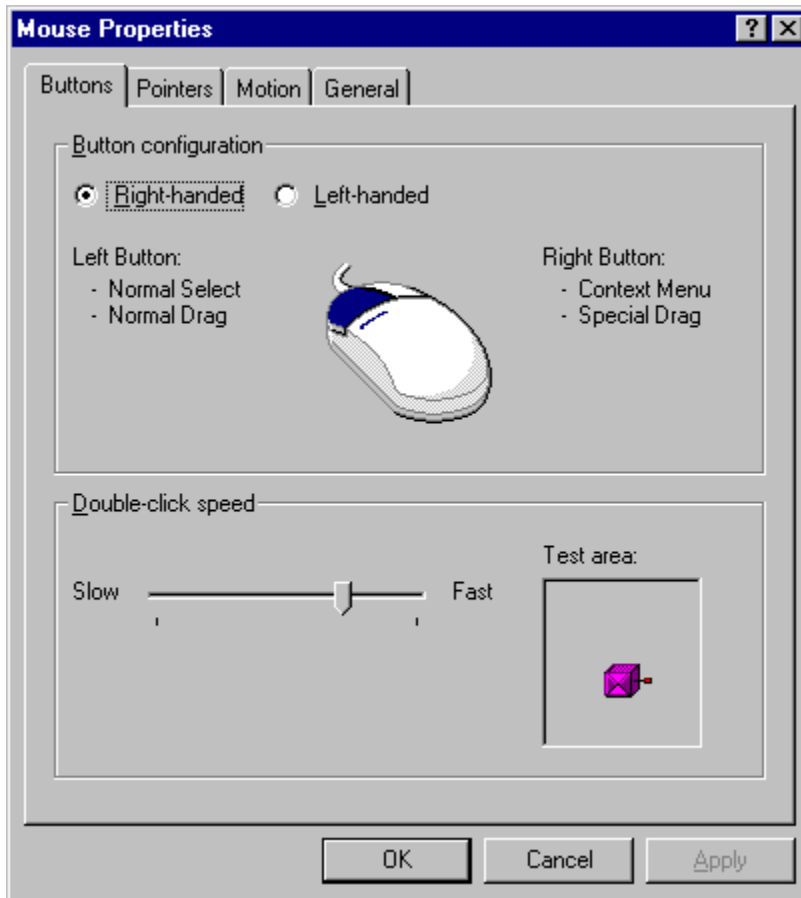 Mouse Properties
Buttons Pointers Motion General
Button configuration
Right-handed Left-handed
Left Button:
- Normal Select
- Normal Drag
Right Button:
- Context Menu
- Special Drag
Double-click speed
Slow Fast
Test area:
OK Cancel Apply